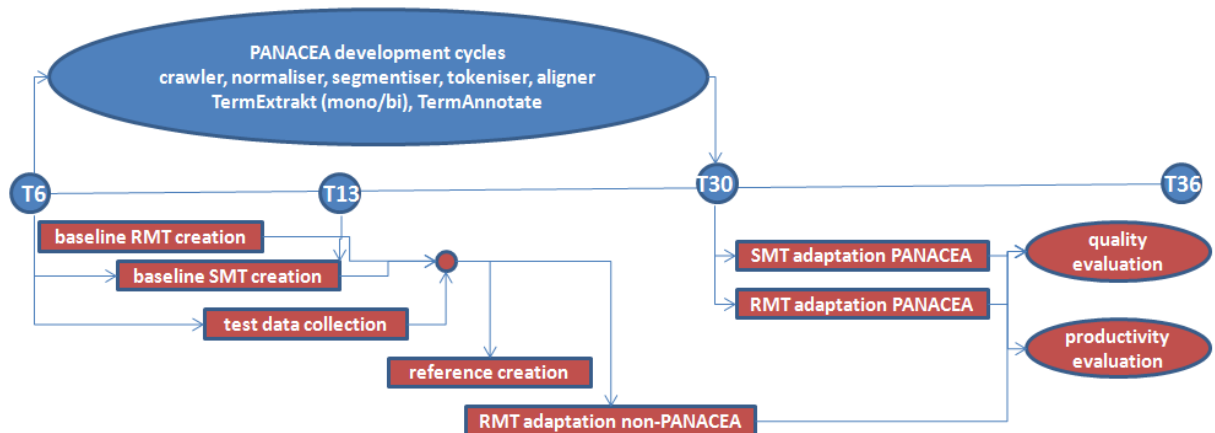 PANACEA development cycles
crawler, normaliser, segmentiser, tokeniser, aligner
TermExtrakt (mono/bi), TermAnnotate
T6
T13
T30
T36
baseline RMT creation
baseline SMT creation
test data collection
reference creation
RMT adaptation non-PANACEA
SMT adaptation PANACEA
RMT adaptation PANACEA
quality
evaluation
productivity
evaluation